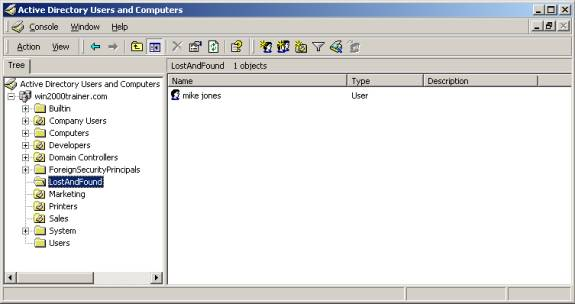 Active Directory Users and Computers
Console Window Help
Action View
Tree
LostAndFound 1 objects
Active Directory Users and Computers
win2000trainer.com
Builtin
Company Users
Computers
Developers
Domain Controllers
ForeignSecurityPrincipals
LostAndFound
Marketing
Printers
Sales
System
Users
Name Type Description
mike jones User